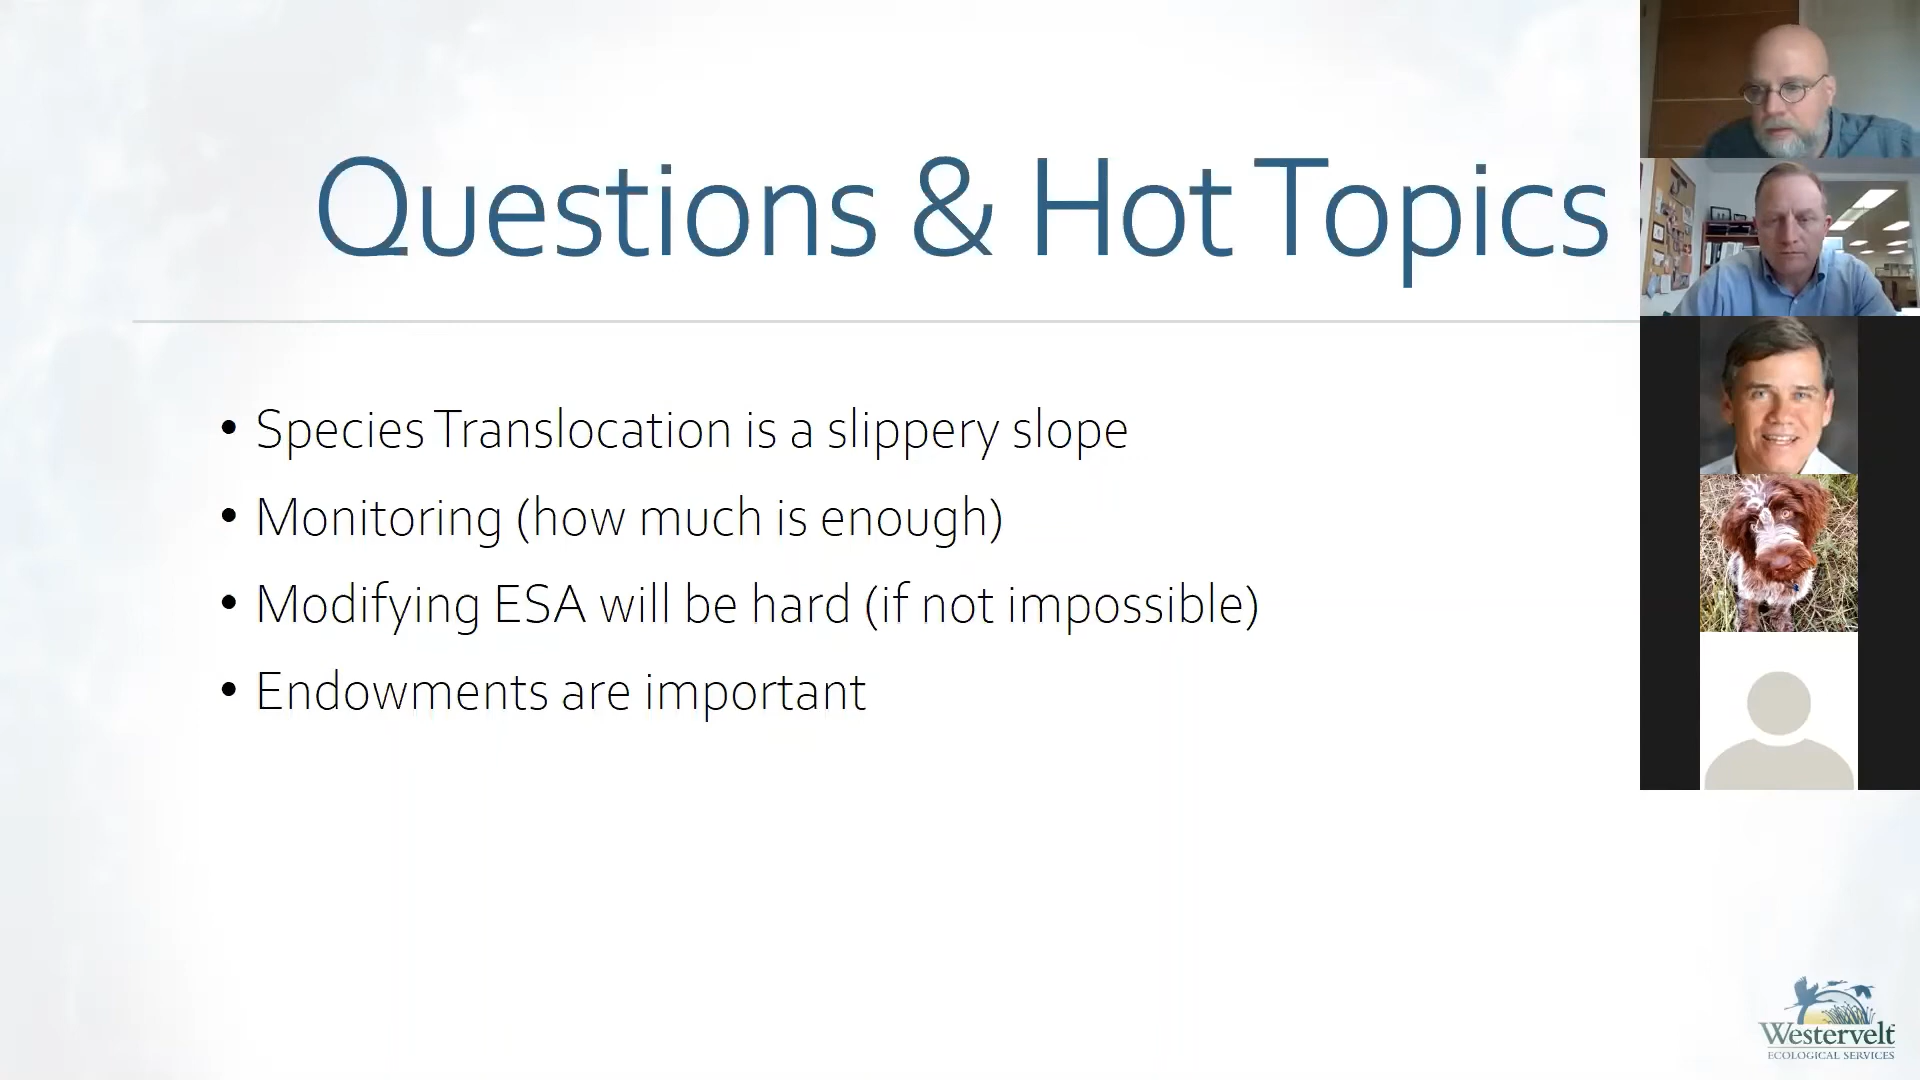 Questions & Hot Topics
• Species Translocation is a slippery slope
• Monitoring (how much is enough)
• Modifying ESA will be hard (if not impossible)
• Endowments are important
Westervelt
ECOLOGICAL SERVICES